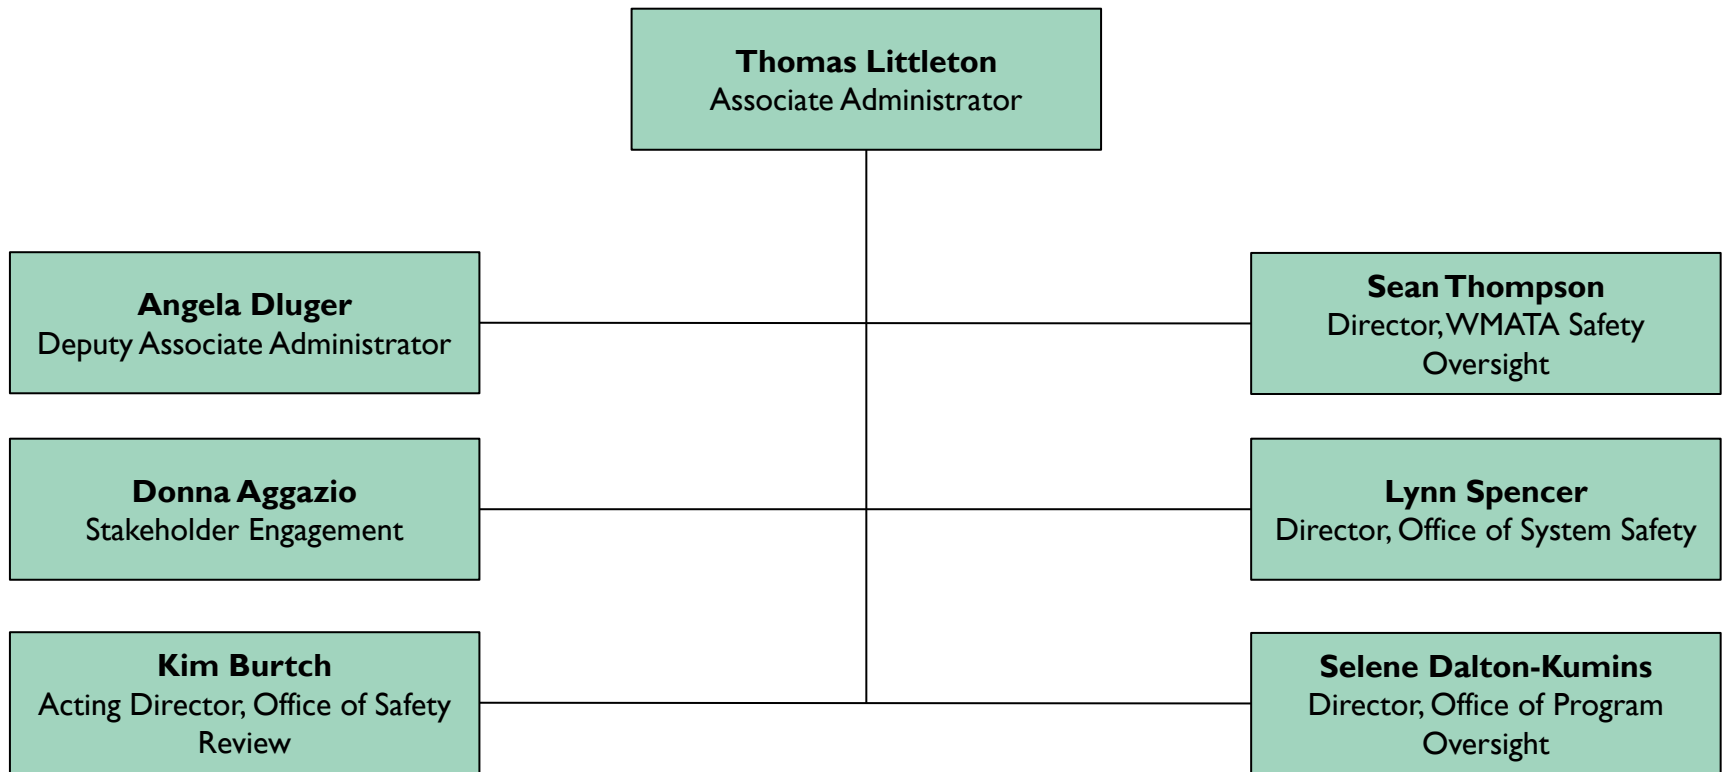 Thomas Littleton
Associate Administrator
Angela Dluger
Deputy Associate Administrator
Sean Thompson
Director, WMATA Safety
Oversight
Donna Aggazio
Stakeholder Engagement
Lynn Spencer
Director, Office of System Safety
Kim Burtch
Acting Director, Office of Safety
Review
Selene Dalton-Kumins
Director, Office of Program
Oversight